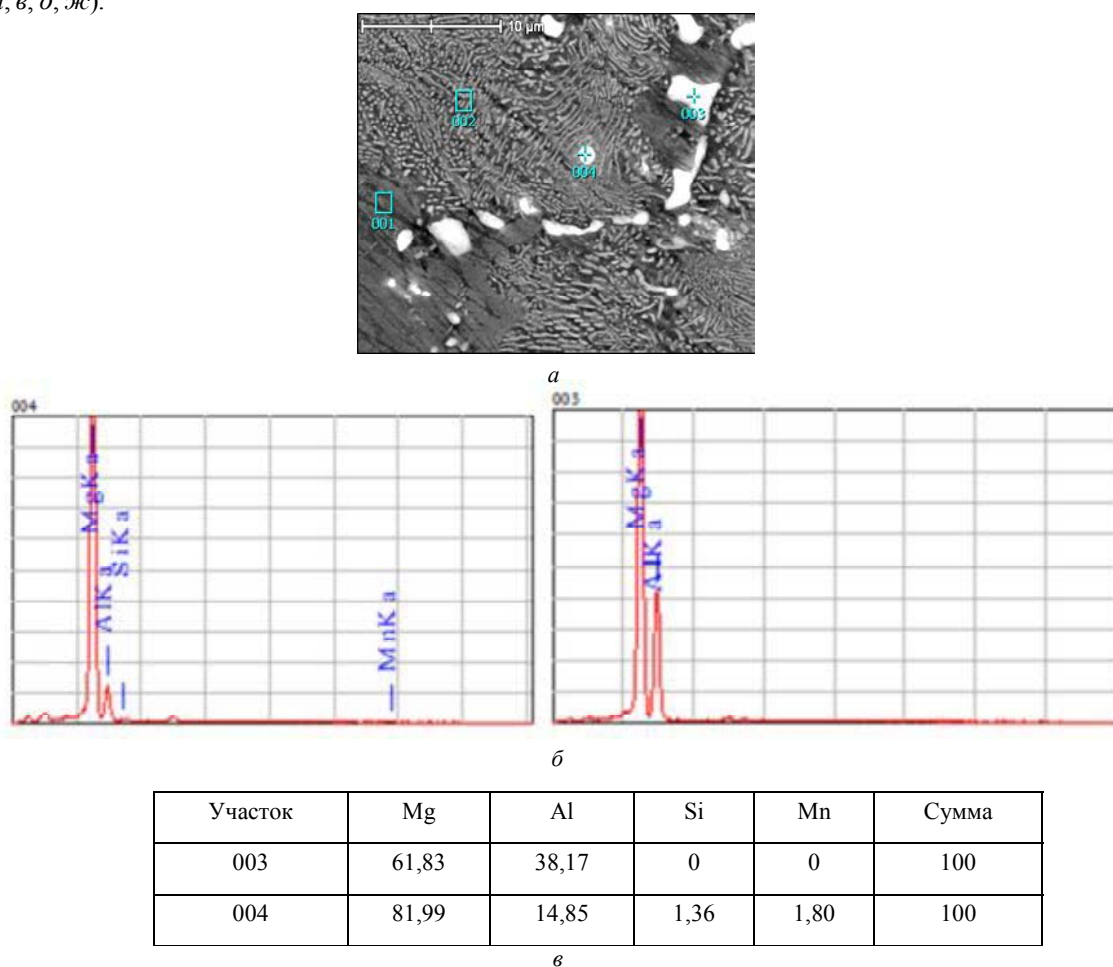 в, д, ж).
10 μm
002
003
004
001
а
004
003
MgKa
AlKa
SiKa
MnKa
MgKa
AlKa
б
Участок Mg Al Si Mn Сумма
003 61,83 38,17 0 0 100
004 81,99 14,85 1,36 1,80 100
в